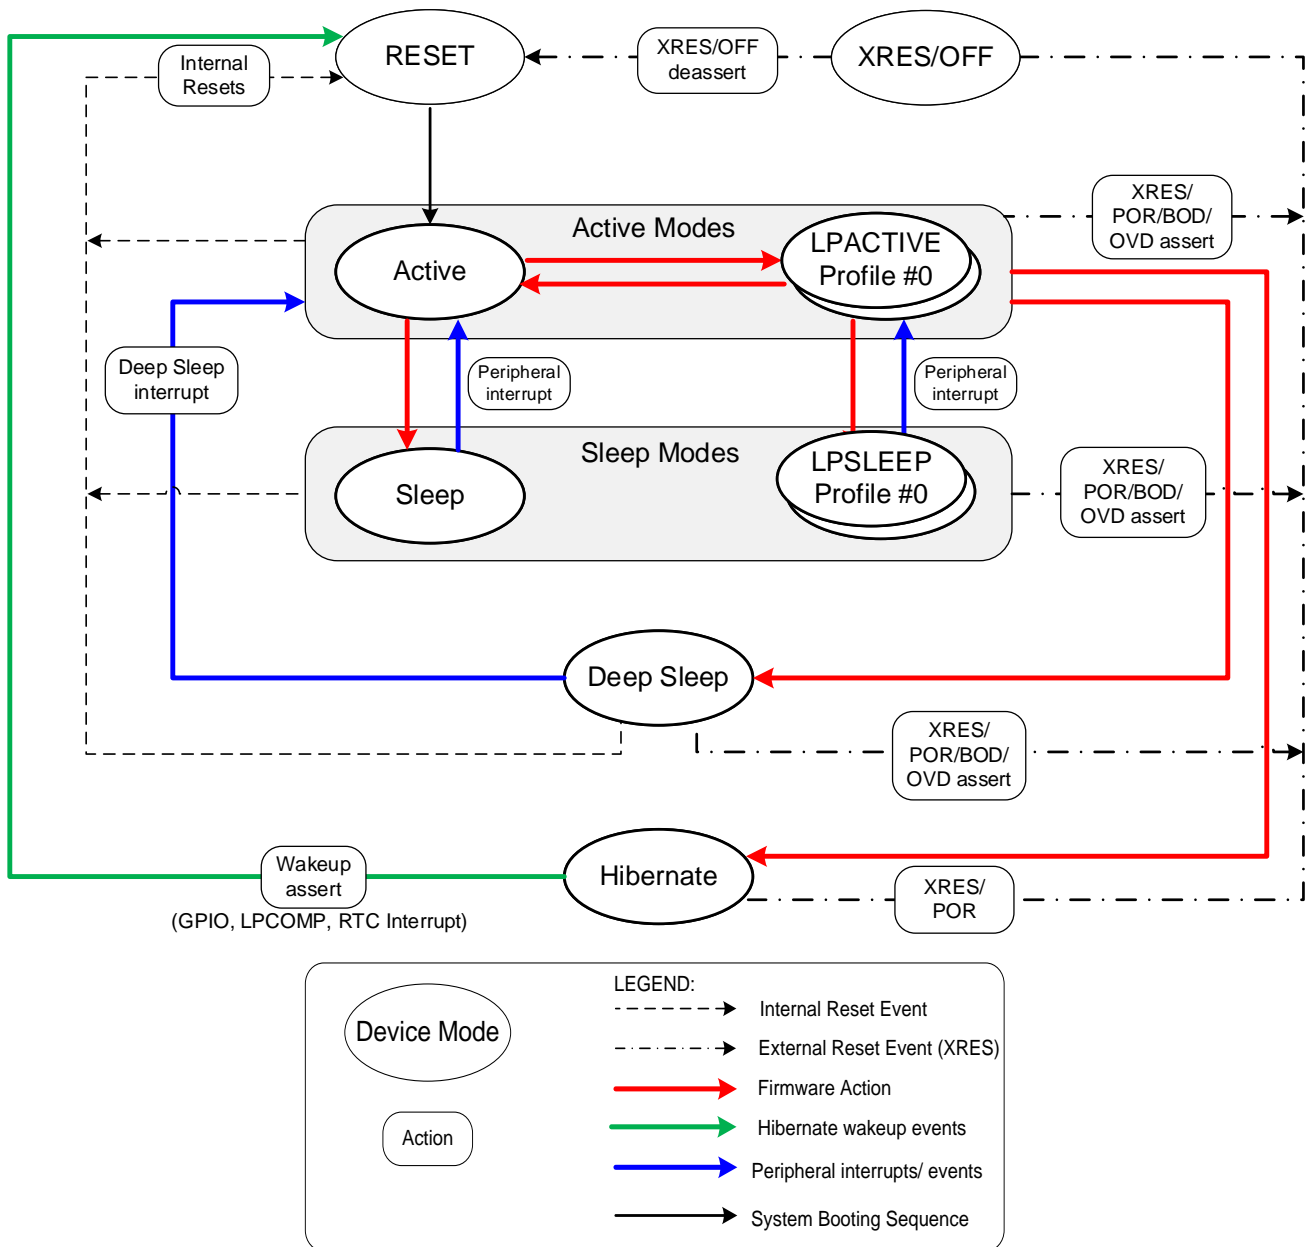 RESET
XRES/OFF
deassert
XRES/OFF
Internal
Resets
XRES/
POR/BOD/
OVD assert
Active Modes
Active
LPACTIVE
Profile #0
Deep Sleep
interrupt
Peripheral
interrupt
Peripheral
interrupt
Sleep Modes
Sleep
LPSLEEP
Profile #0
XRES/
POR/BOD/
OVD assert
Deep Sleep
XRES/
POR/BOD/
OVD assert
Hibernate
Wakeup
assert
(GPIO, LPCOMP, RTC Interrupt)
XRES/
POR
LEGEND:
Device Mode
Action
Internal Reset Event
External Reset Event (XRES)
Firmware Action
Hibernate wakeup events
Peripheral interrupts/ events
System Booting Sequence